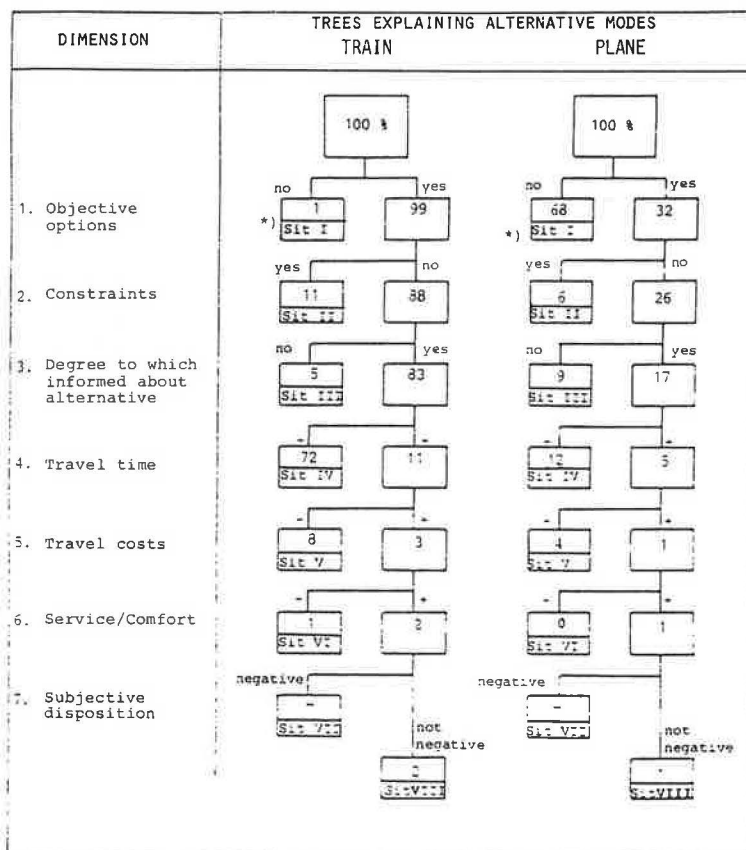 TREES EXPLAINING ALTERNATIVE MODES
DIMENSION
TRAIN PLANE
100 % 100 %
no yes no yes
1. Objective options
1 99 68 32
*) Sit I *) Sit I
yes no yes no
2. Constraints
11 88 6 26
Sit II Sit II
no yes no yes
3. Degree to which
informed about
alternative
5 83 9 17
Sit III Sit III
- + - +
4. Travel time
72 11 12 5
Sit IV Sit IV
- + - +
5. Travel costs
8 3 4 1
Sit V Sit V
- + - +
6. Service/Comfort
1 2 0 1
Sit VI Sit VI
negative negative
7. Subjective
disposition
- -
Sit VII Sit VII
not
negative
not
negative
2
SitVIII SitVIII